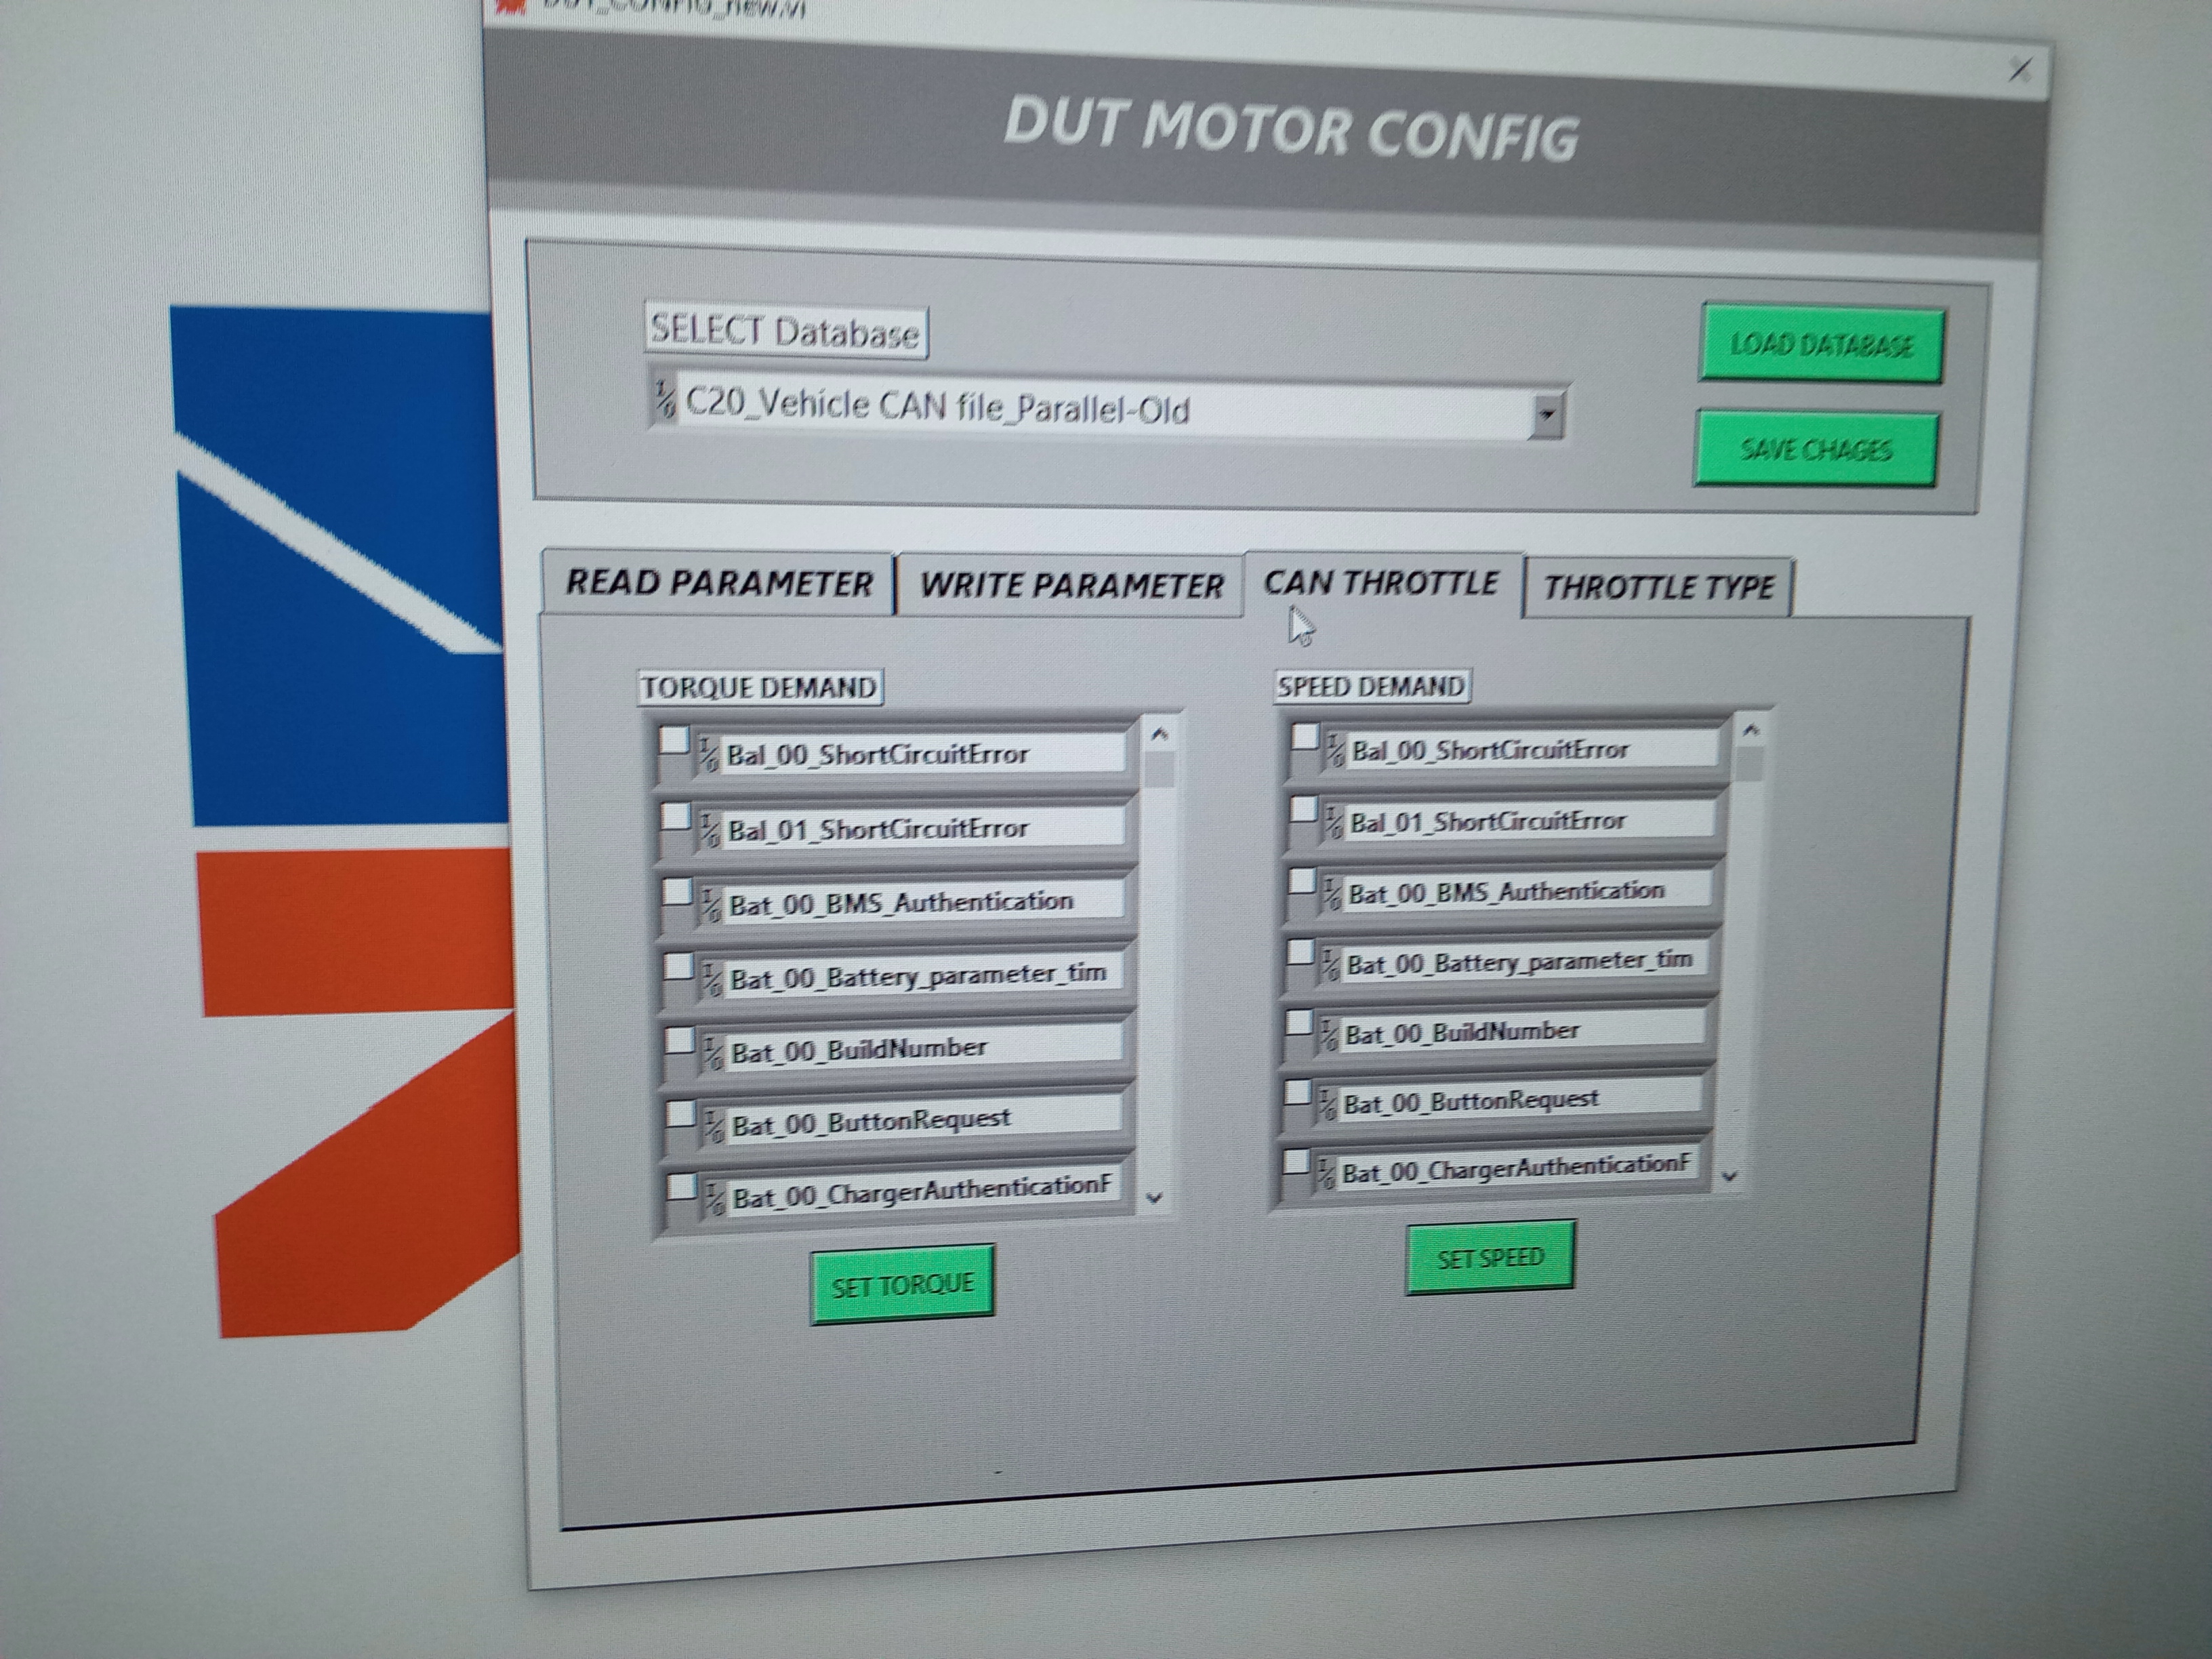 DUT_CONFIG_new.vi
DUT MOTOR CONFIG
SELECT Database
C20_Vehicle CAN file_Parallel-Old
LOAD DATABASE
SAVE CHAGES
READ PARAMETER
WRITE PARAMETER
CAN THROTTLE
THROTTLE TYPE
TORQUE DEMAND
Bal_00_ShortCircuitError
Bal_01_ShortCircuitError
Bat_00_BMS_Authentication
Bat_00_Battery_parameter_tim
Bat_00_BuildNumber
Bat_00_ButtonRequest
Bat_00_ChargerAuthenticationF
SET TORQUE
SPEED DEMAND
Bal_00_ShortCircuitError
Bal_01_ShortCircuitError
Bat_00_BMS_Authentication
Bat_00_Battery_parameter_tim
Bat_00_BuildNumber
Bat_00_ButtonRequest
Bat_00_ChargerAuthenticationF
SET SPEED